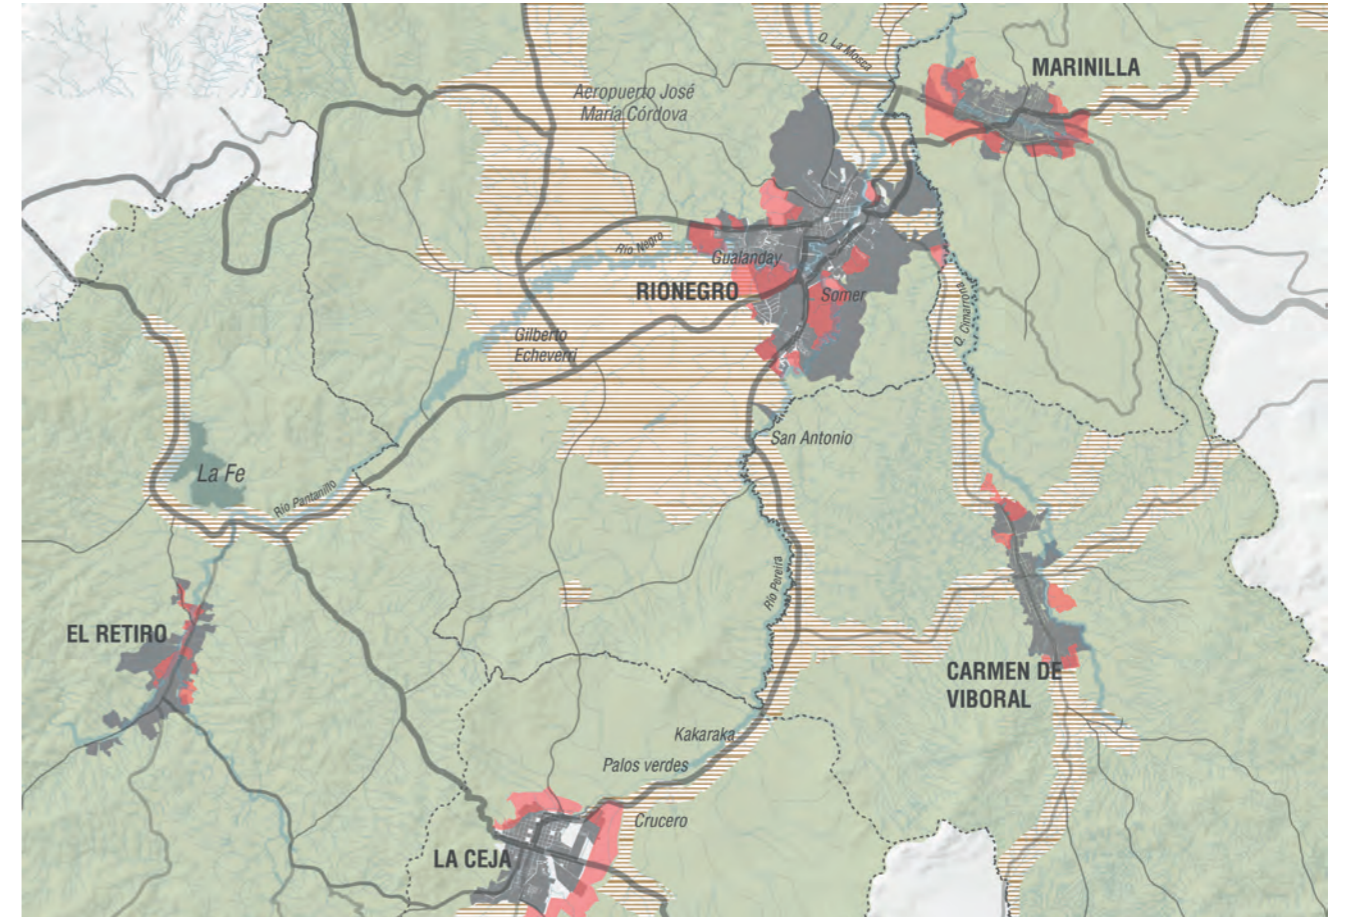 Q. La Mosca
MARINILLA
Aeropuerto José
María Córdova
Río Negro
Gualanday
RIONEGRO
Somer
Q. Cimarrona
Gilberto
Echeverri
San Antonio
La Fe
Río Pantanillo
Río Pereira
EL RETIRO
CARMEN DE
VIBORAL
Kakaraka
Palos verdes
Crucero
LA CEJA